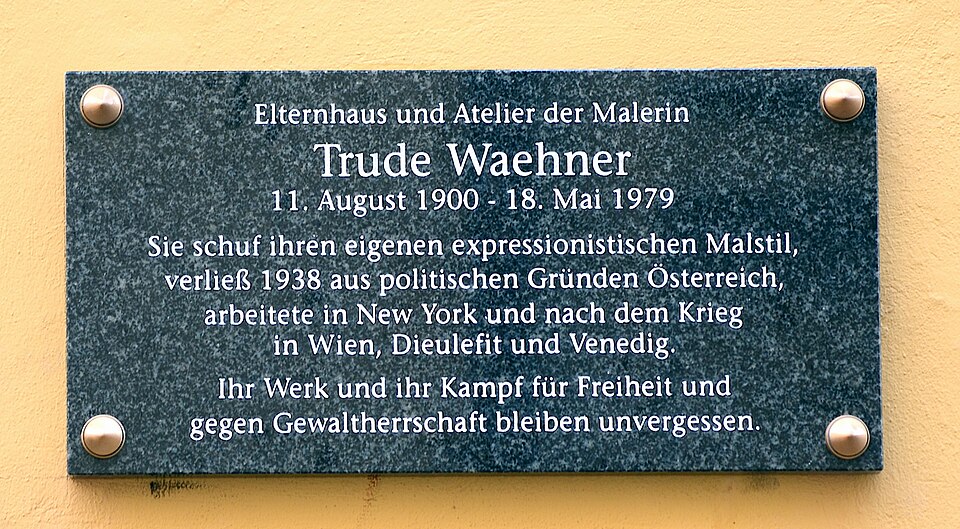 Elternhaus und Atelier der Malerin
Trude Waehner
11. August 1900 - 18. Mai 1979
Sie schuf ihren eigenen expressionistischen Malstil,
verließ 1938 aus politischen Gründen Österreich,
arbeitete in New York und nach dem Krieg
in Wien, Dieulefit und Venedig.
Ihr Werk und ihr Kampf für Freiheit und
gegen Gewaltherrschaft bleiben unvergessen.